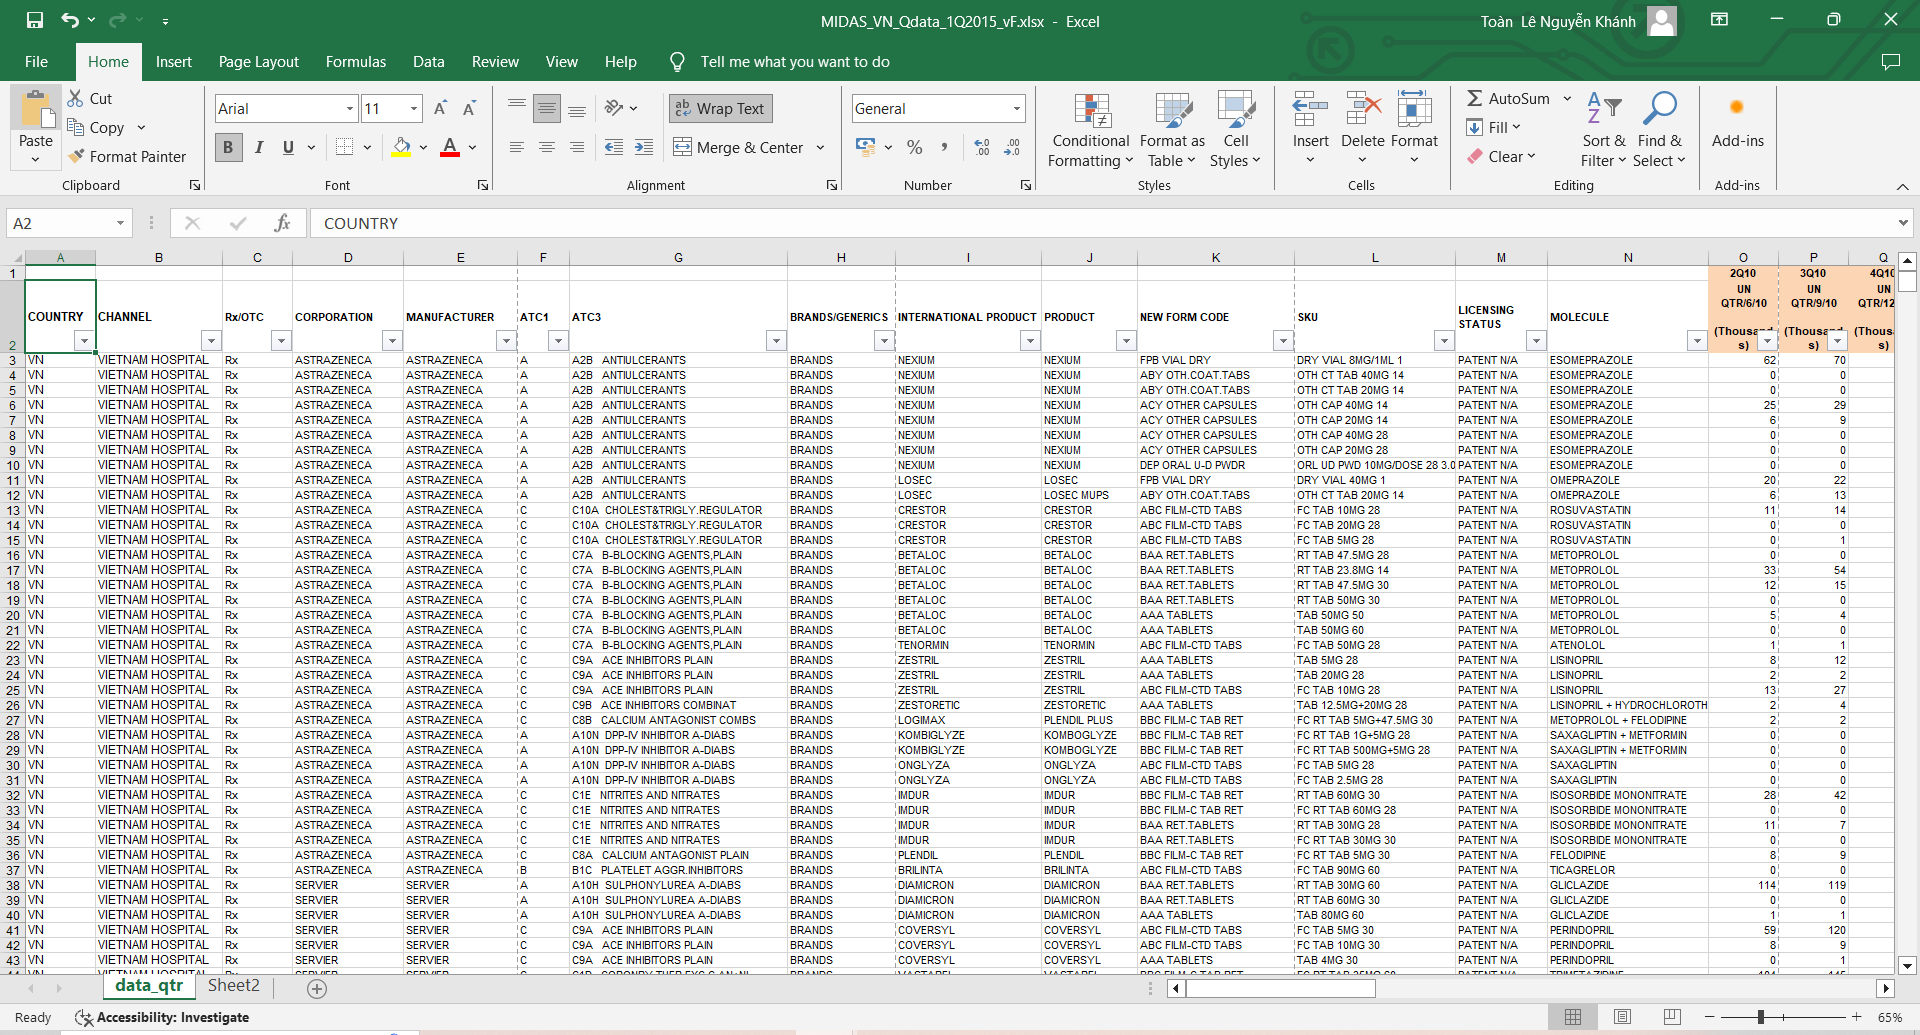 MIDAS_VN_Qdata_1Q2015_vF.xlsx - Excel
Toàn Lê Nguyễn Khánh
File Home Insert Page Layout Formulas Data Review View Help Tell me what you want to do
Paste
Cut
Copy
Format Painter
Clipboard
Arial 11
B I U
Font
Wrap Text
Merge & Center
Alignment
General
Number
Conditional Formatting
Format as Table
Cell Styles
Styles
Insert Delete Format
Cells
AutoSum
Fill
Clear
Sort & Filter
Find & Select
Editing
Add-ins
Add-ins
A2 fx COUNTRY
A B C D E F G H I J K L M N O P Q
1 2Q10 3Q10 4Q10
2 COUNTRY CHANNEL Rx/OTC CORPORATION MANUFACTURER ATC1 ATC3 BRANDS/GENERICS INTERNATIONAL PRODUCT PRODUCT NEW FORM CODE SKU LICENSING STATUS MOLECULE UN QTR/6/10 (Thousands) UN QTR/9/10 (Thousands) UN QTR/12
3 VN VIETNAM HOSPITAL Rx ASTRAZENECA ASTRAZENECA A A2B ANTIULCERANTS BRANDS NEXIUM NEXIUM FPB VIAL DRY DRY VIAL 8MG/1ML 1 PATENT N/A ESOMEPRAZOLE 62 70
4 VN VIETNAM HOSPITAL Rx ASTRAZENECA ASTRAZENECA A A2B ANTIULCERANTS BRANDS NEXIUM NEXIUM ABY OTH.COAT.TABS OTH CT TAB 40MG 14 PATENT N/A ESOMEPRAZOLE 0 0
5 VN VIETNAM HOSPITAL Rx ASTRAZENECA ASTRAZENECA A A2B ANTIULCERANTS BRANDS NEXIUM NEXIUM ABY OTH.COAT.TABS OTH CT TAB 20MG 14 PATENT N/A ESOMEPRAZOLE 0 0
6 VN VIETNAM HOSPITAL Rx ASTRAZENECA ASTRAZENECA A A2B ANTIULCERANTS BRANDS NEXIUM NEXIUM ACY OTHER CAPSULES OTH CAP 40MG 14 PATENT N/A ESOMEPRAZOLE 25 29
7 VN VIETNAM HOSPITAL Rx ASTRAZENECA ASTRAZENECA A A2B ANTIULCERANTS BRANDS NEXIUM NEXIUM ACY OTHER CAPSULES OTH CAP 20MG 14 PATENT N/A ESOMEPRAZOLE 6 9
8 VN VIETNAM HOSPITAL Rx ASTRAZENECA ASTRAZENECA A A2B ANTIULCERANTS BRANDS NEXIUM NEXIUM ACY OTHER CAPSULES OTH CAP 40MG 28 PATENT N/A ESOMEPRAZOLE 0 0
9 VN VIETNAM HOSPITAL Rx ASTRAZENECA ASTRAZENECA A A2B ANTIULCERANTS BRANDS NEXIUM NEXIUM ACY OTHER CAPSULES OTH CAP 20MG 28 PATENT N/A ESOMEPRAZOLE 0 0
10 VN VIETNAM HOSPITAL Rx ASTRAZENECA ASTRAZENECA A A2B ANTIULCERANTS BRANDS NEXIUM NEXIUM DEP ORAL U-D PWDR ORL UD PWD 10MG/DOSE 28 3.0 PATENT N/A ESOMEPRAZOLE 0 0
11 VN VIETNAM HOSPITAL Rx ASTRAZENECA ASTRAZENECA A A2B ANTIULCERANTS BRANDS LOSEC LOSEC FPB VIAL DRY DRY VIAL 40MG 1 PATENT N/A OMEPRAZOLE 20 22
12 VN VIETNAM HOSPITAL Rx ASTRAZENECA ASTRAZENECA A A2B ANTIULCERANTS BRANDS LOSEC LOSEC MUPS ABY OTH.COAT.TABS OTH CT TAB 20MG 14 PATENT N/A OMEPRAZOLE 6 13
13 VN VIETNAM HOSPITAL Rx ASTRAZENECA ASTRAZENECA C C10A CHOLEST&TRIGLY.REGULATOR BRANDS CRESTOR CRESTOR ABC FILM-CTD TABS FC TAB 10MG 28 PATENT N/A ROSUVASTATIN 11 14
14 VN VIETNAM HOSPITAL Rx ASTRAZENECA ASTRAZENECA C C10A CHOLEST&TRIGLY.REGULATOR BRANDS CRESTOR CRESTOR ABC FILM-CTD TABS FC TAB 20MG 28 PATENT N/A ROSUVASTATIN 0 0
15 VN VIETNAM HOSPITAL Rx ASTRAZENECA ASTRAZENECA C C10A CHOLEST&TRIGLY.REGULATOR BRANDS CRESTOR CRESTOR ABC FILM-CTD TABS FC TAB 5MG 28 PATENT N/A ROSUVASTATIN 0 1
16 VN VIETNAM HOSPITAL Rx ASTRAZENECA ASTRAZENECA C C7A B-BLOCKING AGENTS,PLAIN BRANDS BETALOC BETALOC BAA RET.TABLETS RT TAB 47.5MG 28 PATENT N/A METOPROLOL 0 0
17 VN VIETNAM HOSPITAL Rx ASTRAZENECA ASTRAZENECA C C7A B-BLOCKING AGENTS,PLAIN BRANDS BETALOC BETALOC BAA RET.TABLETS RT TAB 23.8MG 14 PATENT N/A METOPROLOL 33 54
18 VN VIETNAM HOSPITAL Rx ASTRAZENECA ASTRAZENECA C C7A B-BLOCKING AGENTS,PLAIN BRANDS BETALOC BETALOC BAA RET.TABLETS RT TAB 47.5MG 30 PATENT N/A METOPROLOL 12 15
19 VN VIETNAM HOSPITAL Rx ASTRAZENECA ASTRAZENECA C C7A B-BLOCKING AGENTS,PLAIN BRANDS BETALOC BETALOC BAA RET.TABLETS RT TAB 50MG 30 PATENT N/A METOPROLOL 0 0
20 VN VIETNAM HOSPITAL Rx ASTRAZENECA ASTRAZENECA C C7A B-BLOCKING AGENTS,PLAIN BRANDS BETALOC BETALOC AAA TABLETS TAB 50MG 50 PATENT N/A METOPROLOL 5 4
21 VN VIETNAM HOSPITAL Rx ASTRAZENECA ASTRAZENECA C C7A B-BLOCKING AGENTS,PLAIN BRANDS BETALOC BETALOC AAA TABLETS TAB 50MG 60 PATENT N/A METOPROLOL 0 0
22 VN VIETNAM HOSPITAL Rx ASTRAZENECA ASTRAZENECA C C7A B-BLOCKING AGENTS,PLAIN BRANDS TENORMIN TENORMIN ABC FILM-CTD TABS FC TAB 50MG 28 PATENT N/A ATENOLOL 1 1
23 VN VIETNAM HOSPITAL Rx ASTRAZENECA ASTRAZENECA C C9A ACE INHIBITORS PLAIN BRANDS ZESTRIL ZESTRIL AAA TABLETS TAB 5MG 28 PATENT N/A LISINOPRIL 8 12
24 VN VIETNAM HOSPITAL Rx ASTRAZENECA ASTRAZENECA C C9A ACE INHIBITORS PLAIN BRANDS ZESTRIL ZESTRIL AAA TABLETS TAB 20MG 28 PATENT N/A LISINOPRIL 2 2
25 VN VIETNAM HOSPITAL Rx ASTRAZENECA ASTRAZENECA C C9A ACE INHIBITORS PLAIN BRANDS ZESTRIL ZESTRIL ABC FILM-CTD TABS FC TAB 10MG 28 PATENT N/A LISINOPRIL 13 27
26 VN VIETNAM HOSPITAL Rx ASTRAZENECA ASTRAZENECA C C9B ACE INHIBITORS COMBINAT BRANDS ZESTORETIC ZESTORETIC AAA TABLETS TAB 12.5MG+20MG 28 PATENT N/A LISINOPRIL + HYDROCHLOROTH 2 4
27 VN VIETNAM HOSPITAL Rx ASTRAZENECA ASTRAZENECA C C8B CALCIUM ANTAGONIST COMBS BRANDS LOGIMAX PLENDIL PLUS BBC FILM-C TAB RET FC RT TAB 5MG+47.5MG 30 PATENT N/A METOPROLOL + FELODIPINE 2 2
28 VN VIETNAM HOSPITAL Rx ASTRAZENECA ASTRAZENECA A A10N DPP-IV INHIBITOR A-DIABS BRANDS KOMBIGLYZE KOMBOGLYZE BBC FILM-C TAB RET FC RT TAB 1G+5MG 28 PATENT N/A SAXAGLIPTIN + METFORMIN 0 0
29 VN VIETNAM HOSPITAL Rx ASTRAZENECA ASTRAZENECA A A10N DPP-IV INHIBITOR A-DIABS BRANDS KOMBIGLYZE KOMBOGLYZE BBC FILM-C TAB RET FC RT TAB 500MG+5MG 28 PATENT N/A SAXAGLIPTIN + METFORMIN 0 0
30 VN VIETNAM HOSPITAL Rx ASTRAZENECA ASTRAZENECA A A10N DPP-IV INHIBITOR A-DIABS BRANDS ONGLYZA ONGLYZA ABC FILM-CTD TABS FC TAB 5MG 28 PATENT N/A SAXAGLIPTIN 0 0
31 VN VIETNAM HOSPITAL Rx ASTRAZENECA ASTRAZENECA A A10N DPP-IV INHIBITOR A-DIABS BRANDS ONGLYZA ONGLYZA ABC FILM-CTD TABS FC TAB 2.5MG 28 PATENT N/A SAXAGLIPTIN 0 0
32 VN VIETNAM HOSPITAL Rx ASTRAZENECA ASTRAZENECA C C1E NITRITES AND NITRATES BRANDS IMDUR IMDUR BBC FILM-C TAB RET RT TAB 60MG 30 PATENT N/A ISOSORBIDE MONONITRATE 28 42
33 VN VIETNAM HOSPITAL Rx ASTRAZENECA ASTRAZENECA C C1E NITRITES AND NITRATES BRANDS IMDUR IMDUR BBC FILM-C TAB RET FC RT TAB 60MG 28 PATENT N/A ISOSORBIDE MONONITRATE 0 0
34 VN VIETNAM HOSPITAL Rx ASTRAZENECA ASTRAZENECA C C1E NITRITES AND NITRATES BRANDS IMDUR IMDUR BAA RET.TABLETS RT TAB 30MG 28 PATENT N/A ISOSORBIDE MONONITRATE 11 7
35 VN VIETNAM HOSPITAL Rx ASTRAZENECA ASTRAZENECA C C1E NITRITES AND NITRATES BRANDS IMDUR IMDUR BAA RET.TABLETS FC RT TAB 30MG 30 PATENT N/A ISOSORBIDE MONONITRATE 0 0
36 VN VIETNAM HOSPITAL Rx ASTRAZENECA ASTRAZENECA C C8A CALCIUM ANTAGONIST PLAIN BRANDS PLENDIL PLENDIL BBC FILM-C TAB RET FC RT TAB 5MG 30 PATENT N/A FELODIPINE 8 9
37 VN VIETNAM HOSPITAL Rx ASTRAZENECA ASTRAZENECA B B1C PLATELET AGGR.INHIBITORS BRANDS BRILINTA BRILINTA ABC FILM-CTD TABS FC TAB 90MG 60 PATENT N/A TICAGRELOR 0 0
38 VN VIETNAM HOSPITAL Rx SERVIER SERVIER A A10H SULPHONYLUREA A-DIABS BRANDS DIAMICRON DIAMICRON BAA RET.TABLETS RT TAB 30MG 60 PATENT N/A GLICLAZIDE 114 119
39 VN VIETNAM HOSPITAL Rx SERVIER SERVIER A A10H SULPHONYLUREA A-DIABS BRANDS DIAMICRON DIAMICRON BAA RET.TABLETS RT TAB 60MG 30 PATENT N/A GLICLAZIDE 0 0
40 VN VIETNAM HOSPITAL Rx SERVIER SERVIER A A10H SULPHONYLUREA A-DIABS BRANDS DIAMICRON DIAMICRON AAA TABLETS TAB 80MG 60 PATENT N/A GLICLAZIDE 1 1
41 VN VIETNAM HOSPITAL Rx SERVIER SERVIER C C9A ACE INHIBITORS PLAIN BRANDS COVERSYL COVERSYL ABC FILM-CTD TABS FC TAB 5MG 30 PATENT N/A PERINDOPRIL 59 120
42 VN VIETNAM HOSPITAL Rx SERVIER SERVIER C C9A ACE INHIBITORS PLAIN BRANDS COVERSYL COVERSYL ABC FILM-CTD TABS FC TAB 10MG 30 PATENT N/A PERINDOPRIL 8 9
43 VN VIETNAM HOSPITAL Rx SERVIER SERVIER C C9A ACE INHIBITORS PLAIN BRANDS COVERSYL COVERSYL AAA TABLETS TAB 4MG 30 PATENT N/A PERINDOPRIL 0 1
data_qtr Sheet2
Ready Accessibility: Investigate 65%